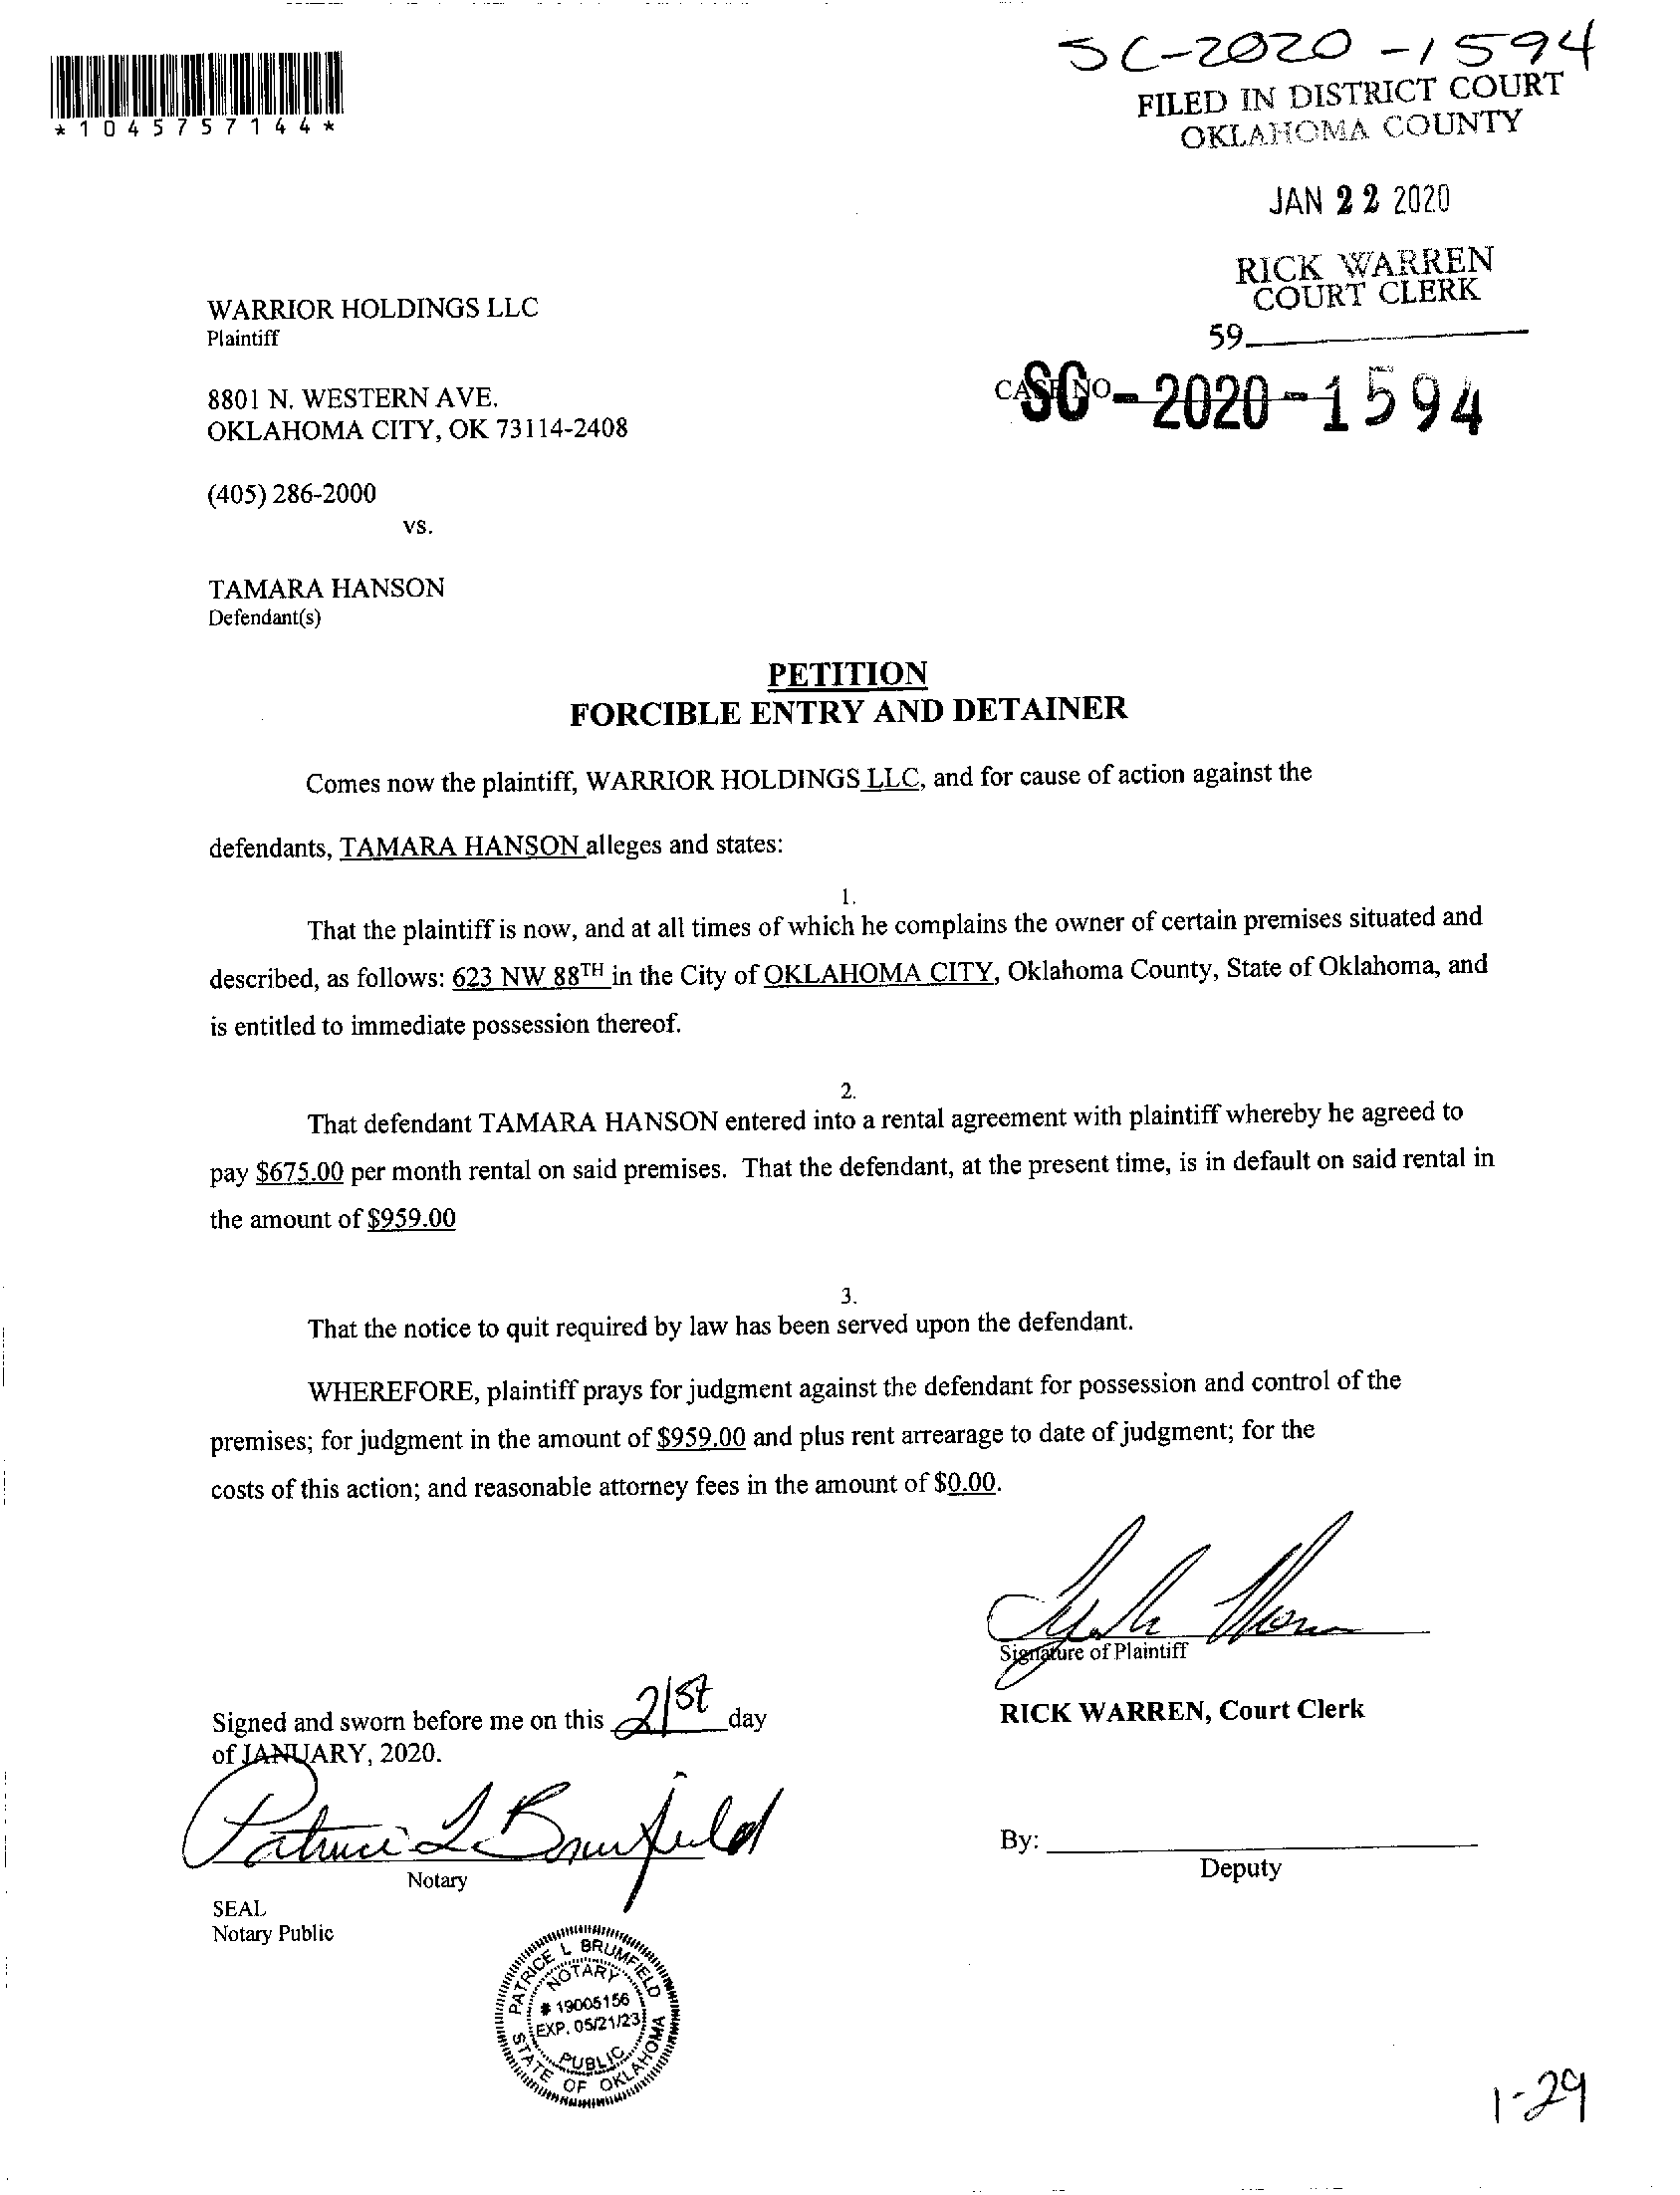 SC-2020-1594
*1045757144*
FILED IN DISTRICT COURT
OKLAHOMA COUNTY
JAN 22 2020
RICK WARREN
COURT CLERK
59
WARRIOR HOLDINGS LLC
Plaintiff
CASE NO
SC-2020-1594
8801 N. WESTERN AVE.
OKLAHOMA CITY, OK 73114-2408
(405) 286-2000
vs.
TAMARA HANSON
Defendant(s)
PETITION
FORCIBLE ENTRY AND DETAINER
Comes now the plaintiff, WARRIOR HOLDINGS LLC, and for cause of action against the
defendants, TAMARA HANSON alleges and states:
1.
That the plaintiff is now, and at all times of which he complains the owner of certain premises situated and
described, as follows: 623 NW 88TH in the City of OKLAHOMA CITY, Oklahoma County, State of Oklahoma, and
is entitled to immediate possession thereof.
2.
That defendant TAMARA HANSON entered into a rental agreement with plaintiff whereby he agreed to
pay $675.00 per month rental on said premises. That the defendant, at the present time, is in default on said rental in
the amount of $959.00
3.
That the notice to quit required by law has been served upon the defendant.
WHEREFORE, plaintiff prays for judgment against the defendant for possession and control of the
premises; for judgment in the amount of $959.00 and plus rent arrearage to date of judgment; for the
costs of this action; and reasonable attorney fees in the amount of $0.00.
Signature of Plaintiff
Signed and sworn before me on this 21st day
of JANUARY, 2020.
RICK WARREN, Court Clerk
Patrice L Brumfield
Notary
By:
Deputy
SEAL
Notary Public
PATRICE L BRUMFIELD
NOTARY
# 19005156
EXP. 05/21/23
PUBLIC
STATE OF OKLAHOMA
1-29